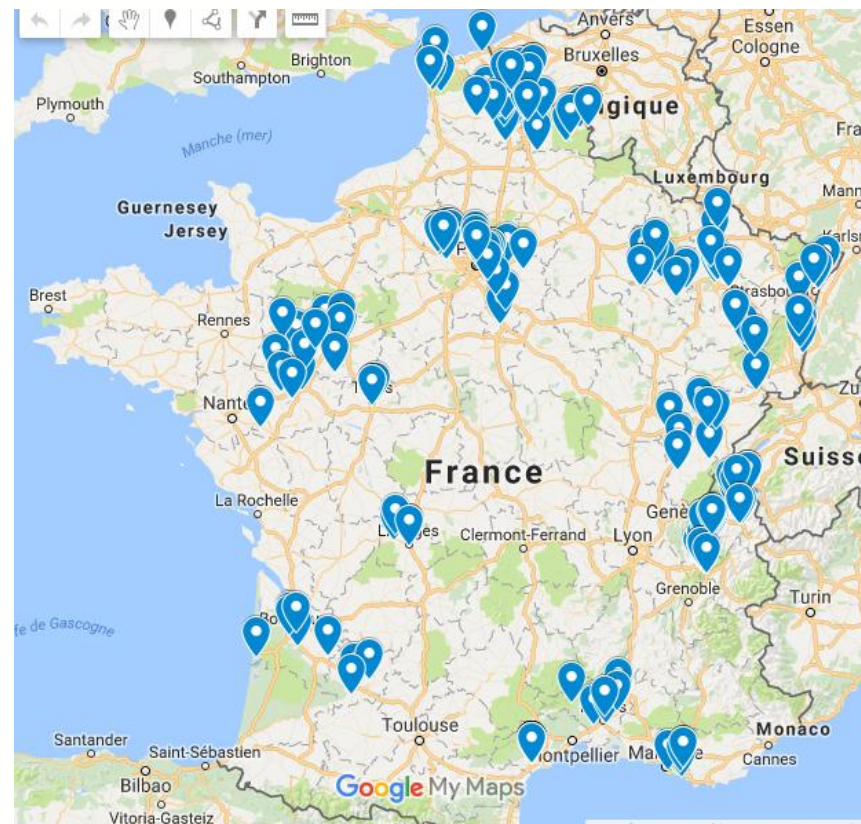 Anvers
Essen
Brighton
Bruxelles
Cologne
Southampton
Plymouth
gique
Fra
Manche (mer)
Luxembourg
Mann
Guernesey
Jersey
Karlsr
Strasbou
Brest
Rennes
Nante
Zu
France
Suisse
La Rochelle
Genè
Clermont-Ferrand
Lyon
Grenoble
Turin
fe de Gascogne
Toulouse
Monaco
Santander
Saint-Sébastien
ontpellier
Cannes
Bilbao
Google My Maps
Vitoria-Gasteiz